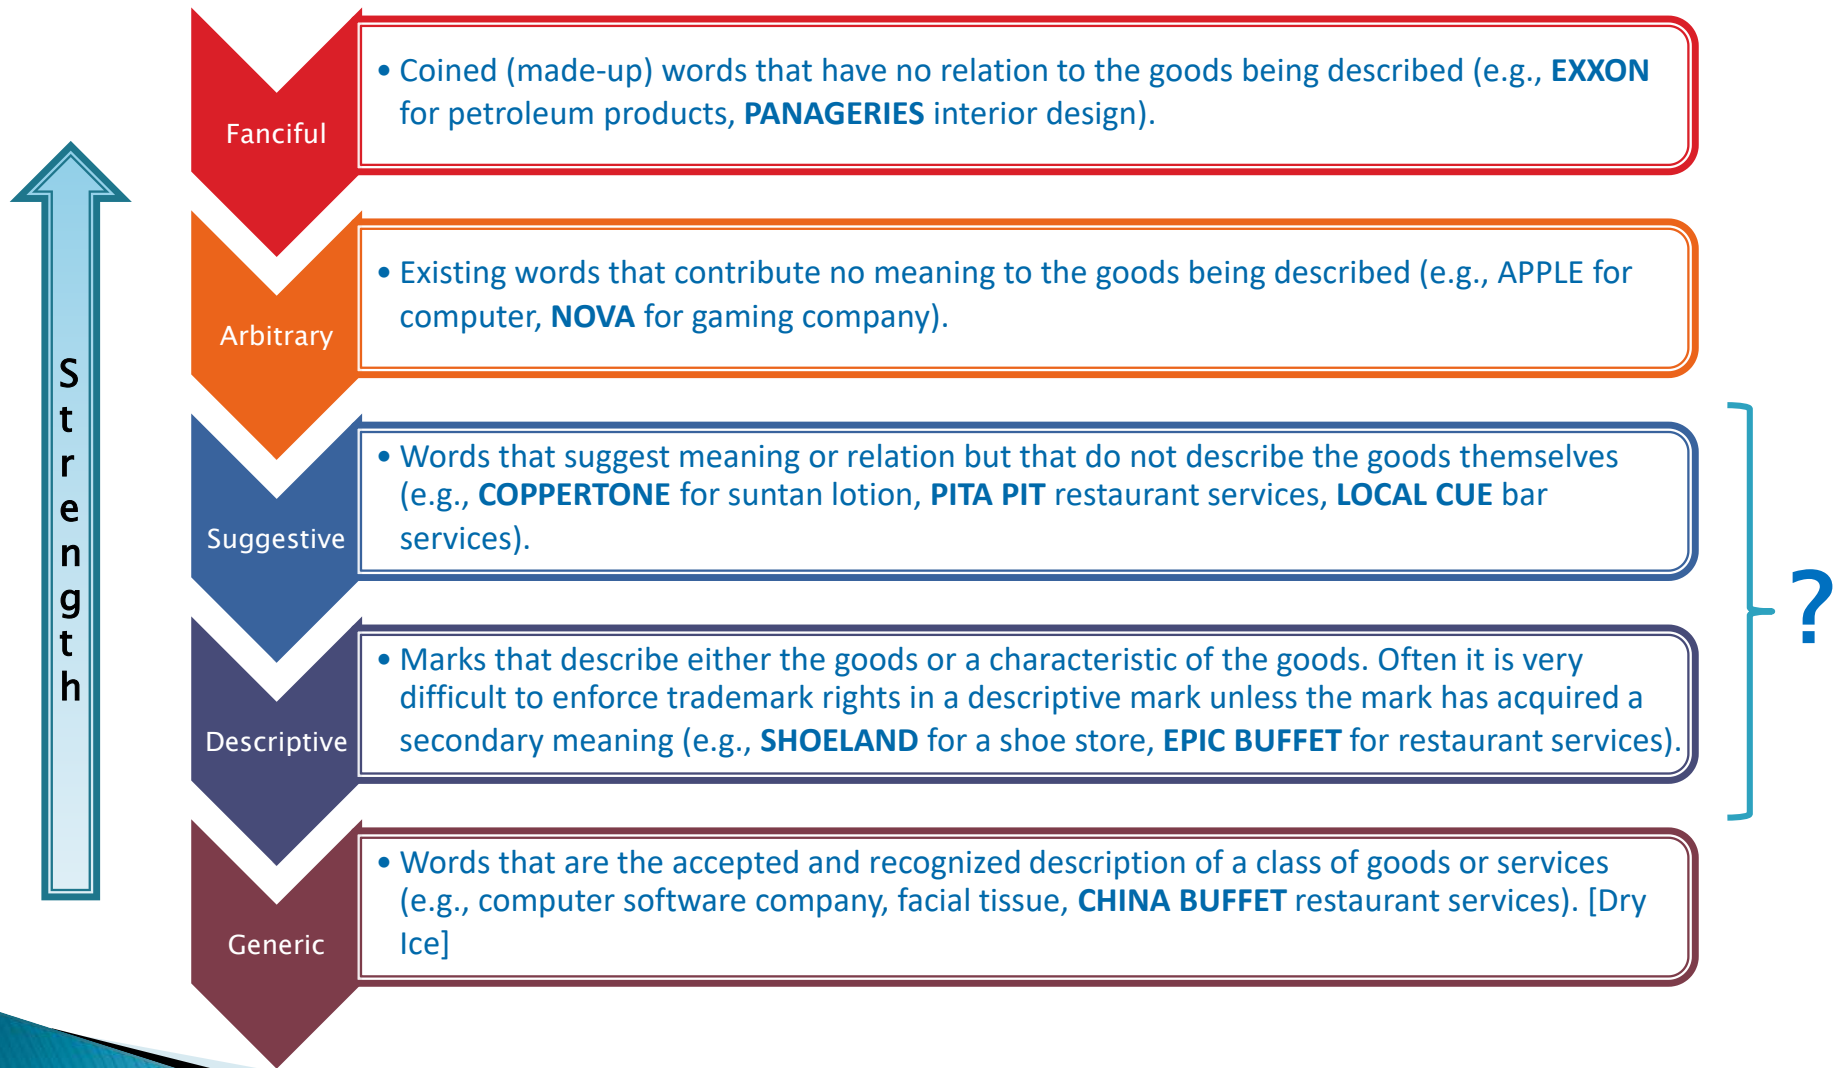 Strength
Fanciful
• Coined (made-up) words that have no relation to the goods being described (e.g., EXXON
for petroleum products, PANAGERIES interior design).
Arbitrary
• Existing words that contribute no meaning to the goods being described (e.g., APPLE for
computer, NOVA for gaming company).
Suggestive
• Words that suggest meaning or relation but that do not describe the goods themselves
(e.g., COPPERTONE for suntan lotion, PITA PIT restaurant services, LOCAL CUE bar
services).
Descriptive
• Marks that describe either the goods or a characteristic of the goods. Often it is very
difficult to enforce trademark rights in a descriptive mark unless the mark has acquired a
secondary meaning (e.g., SHOELAND for a shoe store, EPIC BUFFET for restaurant services).
?
Generic
• Words that are the accepted and recognized description of a class of goods or services
(e.g., computer software company, facial tissue, CHINA BUFFET restaurant services). [Dry
Ice]